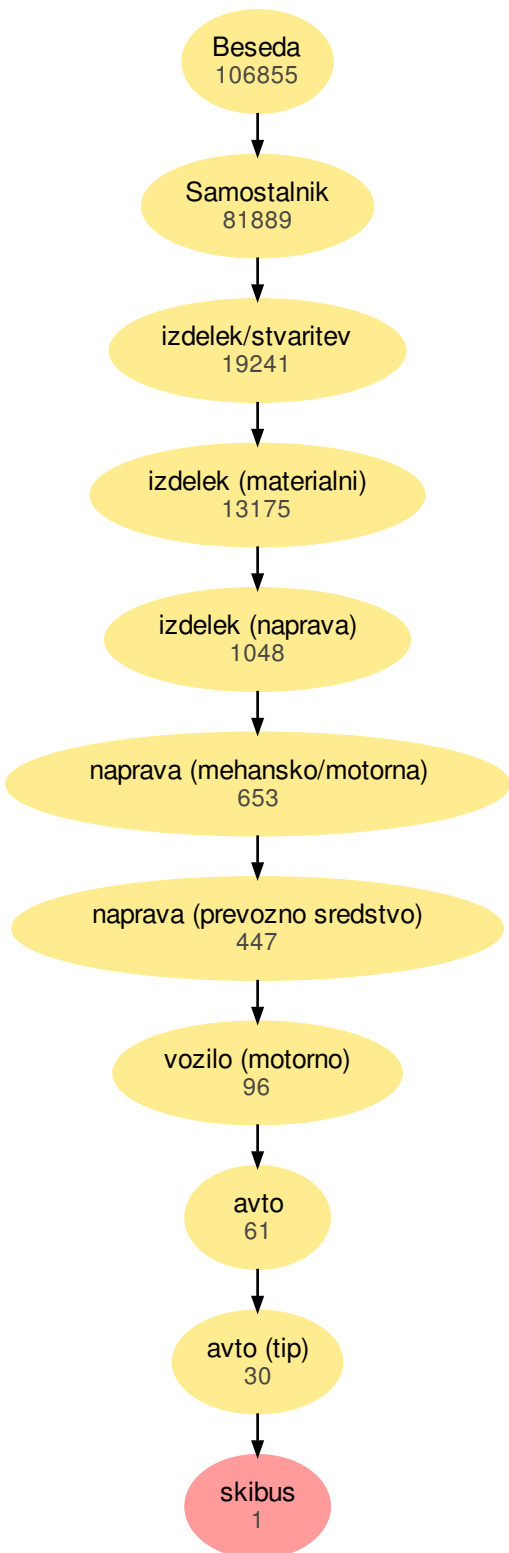 Beseda
106855
Samostalnik
81889
izdelek/stvaritev
19241
izdelek (materialni)
13175
izdelek (naprava)
1048
naprava (mehansko/motorna)
653
naprava (prevozno sredstvo)
447
vozilo (motorno)
96
avto
61
avto (tip)
30
skibus
1